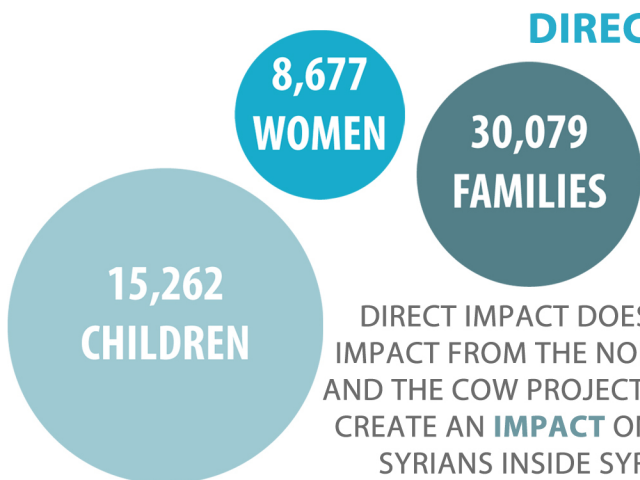 DIREC
8,677
WOMEN
30,079
FAMILIES
15,262
CHILDREN
DIRECT IMPACT DOES
IMPACT FROM THE NO
AND THE COW PROJECT
CREATE AN IMPACT ON
SYRIANS INSIDE SYR